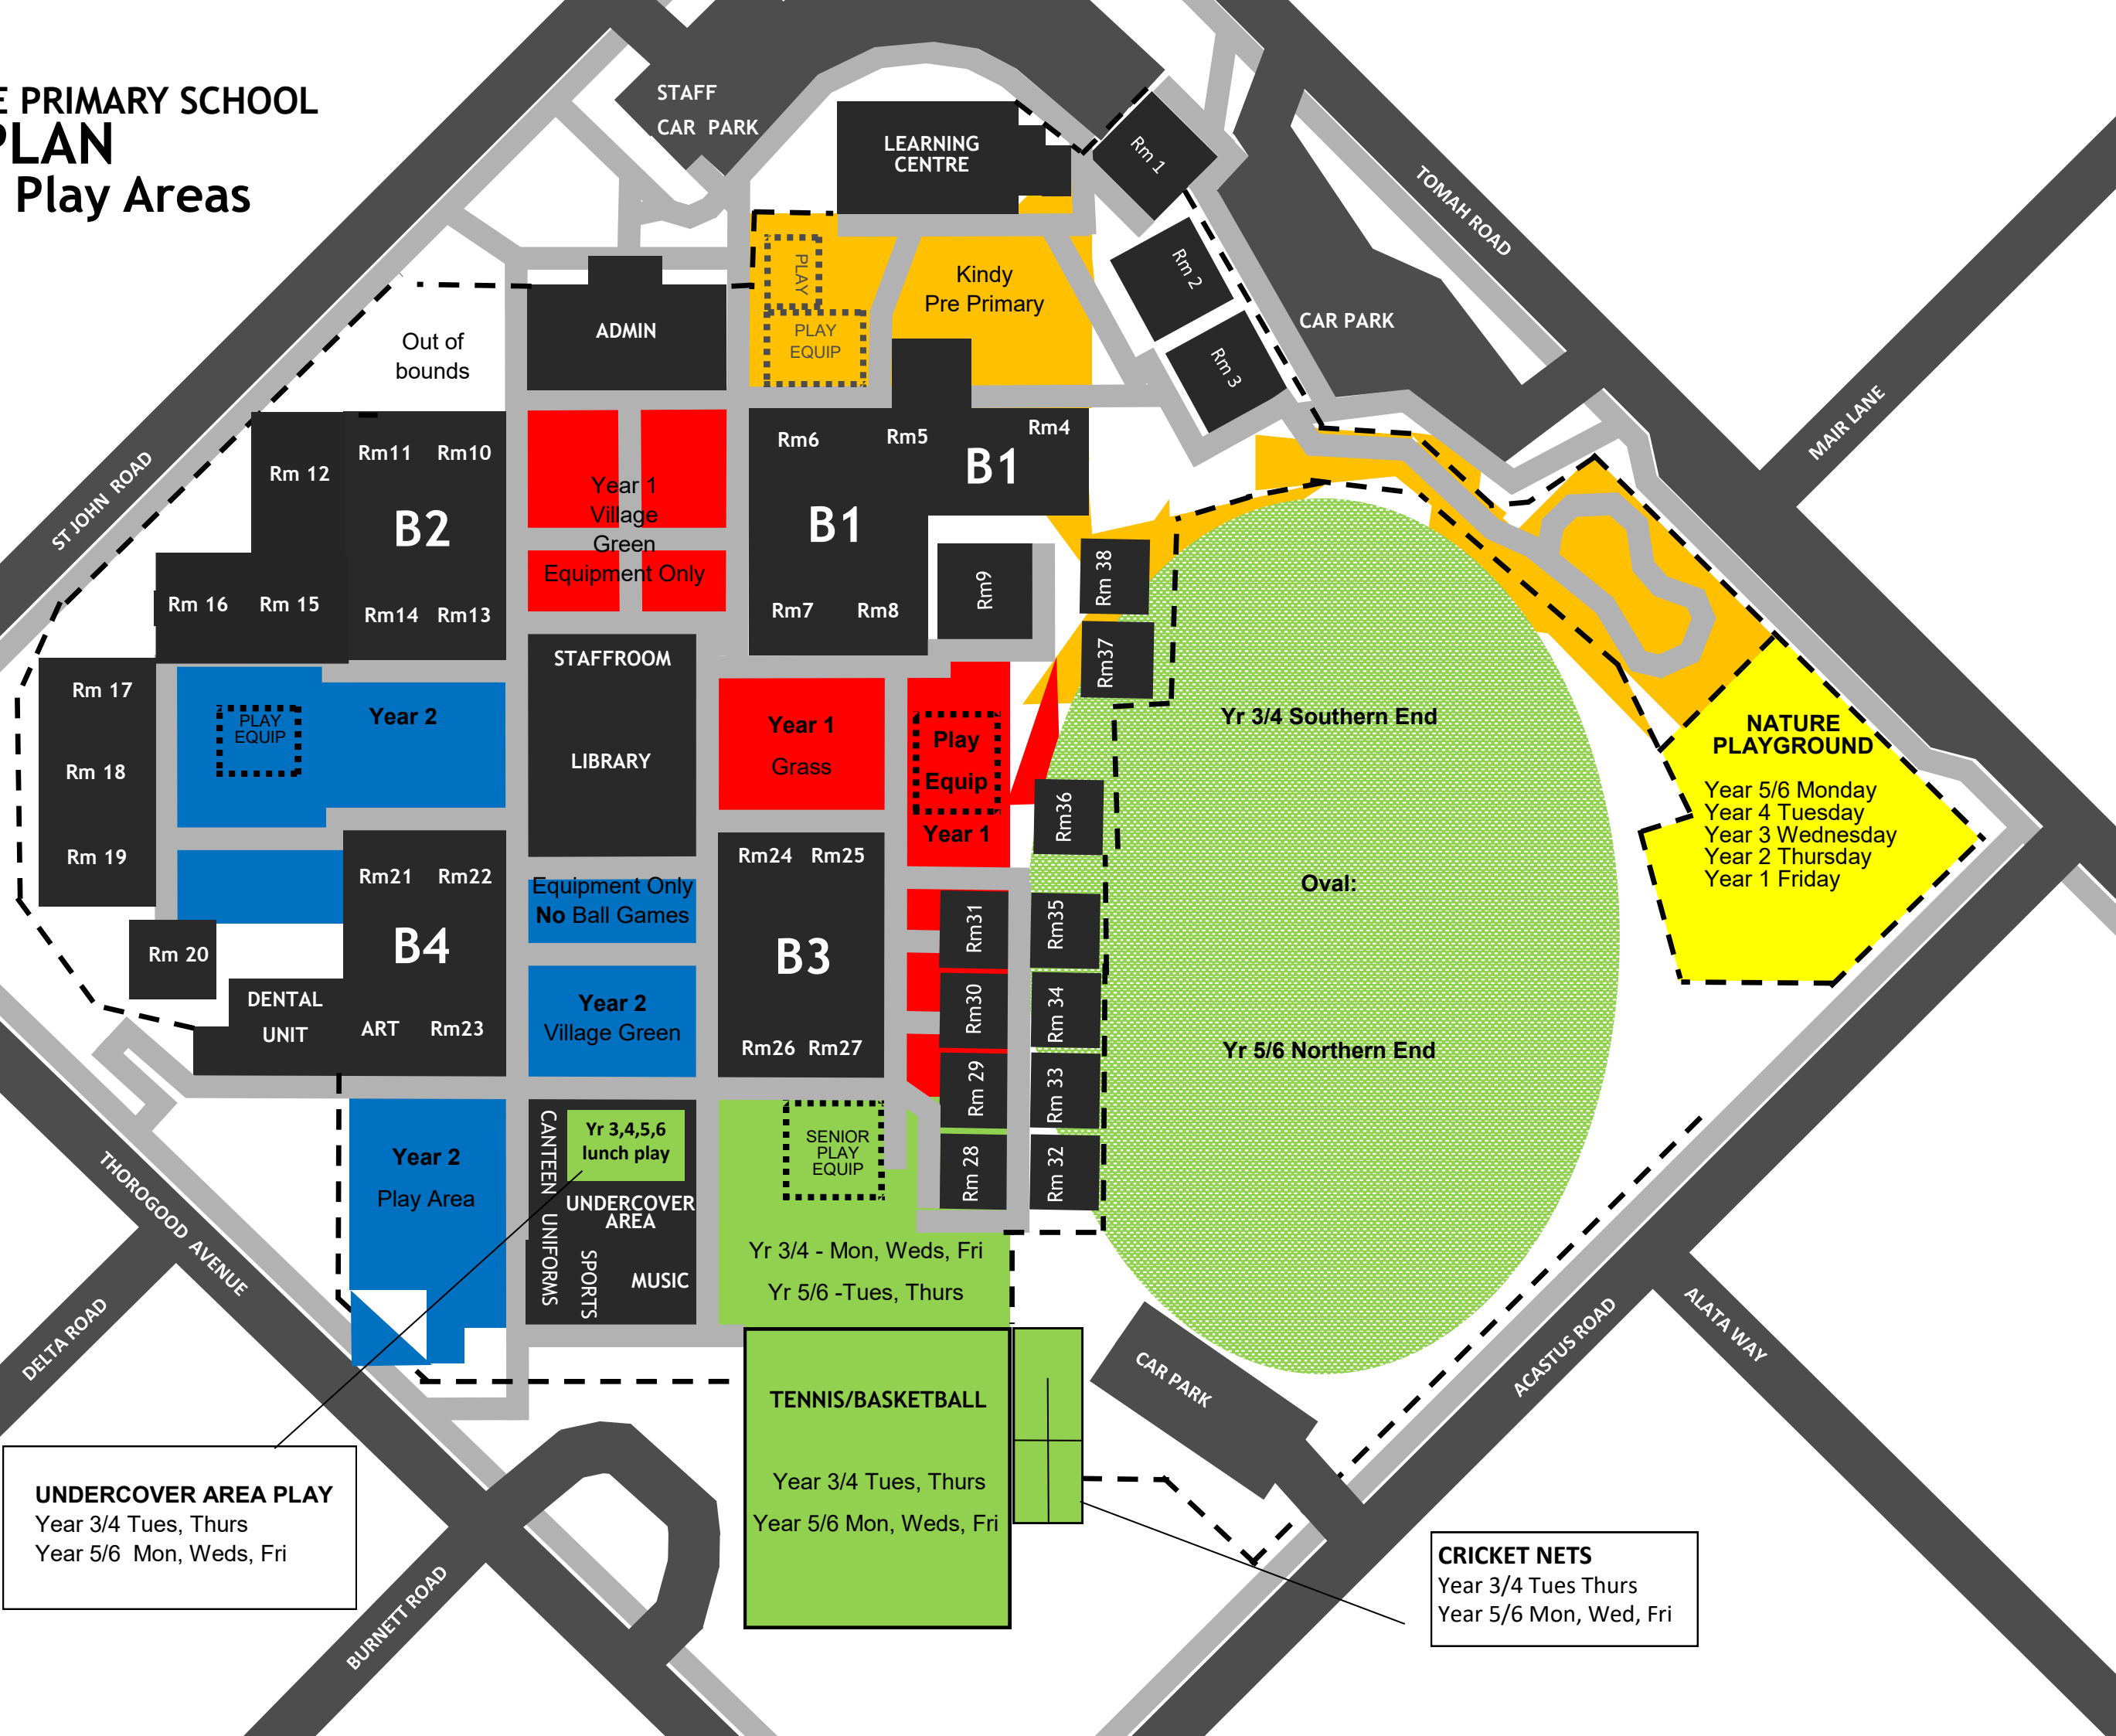 E PRIMARY SCHOOL
PLAN
Play Areas
STAFF
CAR PARK
LEARNING
CENTRE
Rm 1
TOMAH ROAD
Rm 2
PLAY
Kindy
Pre Primary
CAR PARK
PLAY
EQUIP
ADMIN
Out of
bounds
Rm 3
MAIR LANE
ST JOHN ROAD
Rm 12
Rm11 Rm10
B2
Rm 16 Rm 15
Rm14 Rm13
Year 1
Village
Green
Equipment Only
Rm6 Rm5 Rm4
B1
B1
Rm7 Rm8
Rm9
Rm 38
Rm37
STAFFROOM
LIBRARY
Rm 17
Rm 18
Rm 19
Rm 20
PLAY
EQUIP
Year 2
Year 1
Grass
Play
Equip
Year 1
Rm36
Yr 3/4 Southern End
Oval:
Yr 5/6 Northern End
NATURE
PLAYGROUND
Year 5/6 Monday
Year 4 Tuesday
Year 3 Wednesday
Year 2 Thursday
Year 1 Friday
Rm21 Rm22
B4
ART Rm23
DENTAL
UNIT
Equipment Only
No Ball Games
Year 2
Village Green
Rm24 Rm25
B3
Rm26 Rm27
Rm31
Rm30
Rm 29
Rm 28
Rm35
Rm 34
Rm 33
Rm 32
Year 2
Play Area
CANTEEN UNIFORMS
Yr 3,4,5,6
lunch play
UNDERCOVER
AREA
SPORTS
MUSIC
SENIOR
PLAY
EQUIP
Yr 3/4 - Mon, Weds, Fri
Yr 5/6 -Tues, Thurs
THOROGOOD AVENUE
DELTA ROAD
BURNETT ROAD
TENNIS/BASKETBALL
Year 3/4 Tues, Thurs
Year 5/6 Mon, Weds, Fri
CAR PARK
ACASTUS ROAD
ALATA WAY
UNDERCOVER AREA PLAY
Year 3/4 Tues, Thurs
Year 5/6 Mon, Weds, Fri
CRICKET NETS
Year 3/4 Tues Thurs
Year 5/6 Mon, Wed, Fri